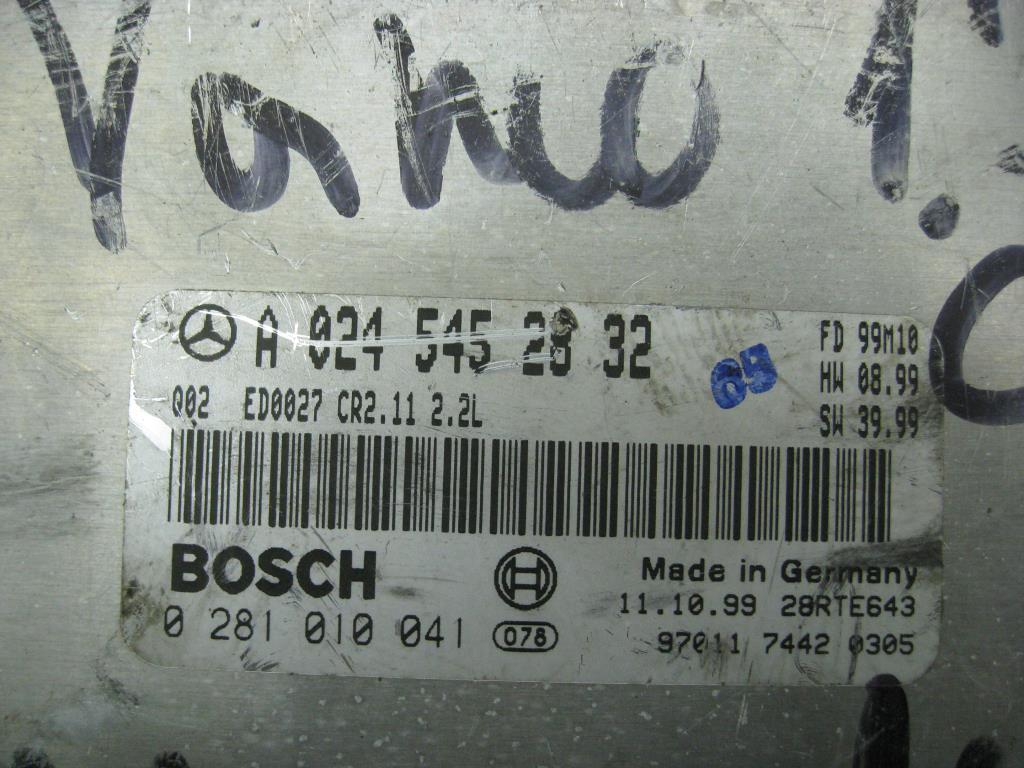 A 024 545 28 32
FD 99M10
HW 08.99
SW 39.99
Q02 ED0027 CR2.11 2.2L
BOSCH
0 281 010 041
078
Made in Germany
11.10.99 28RTE643
97011 7442 0305